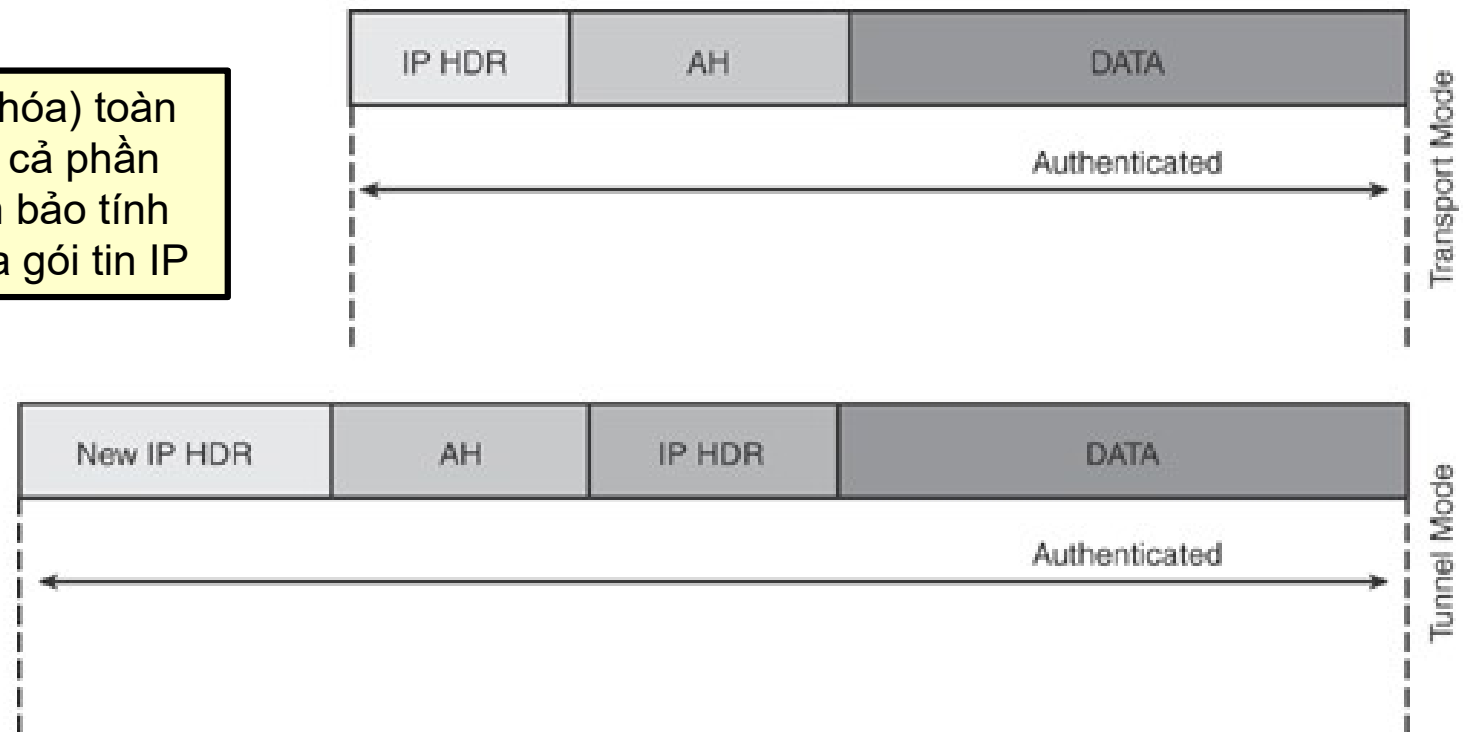 hóa) toàn
cả phần
bảo tính
gói tin IP
IP HDR AH DATA
Authenticated
Transport Mode
New IP HDR AH IP HDR DATA
Authenticated
Tunnel Mode